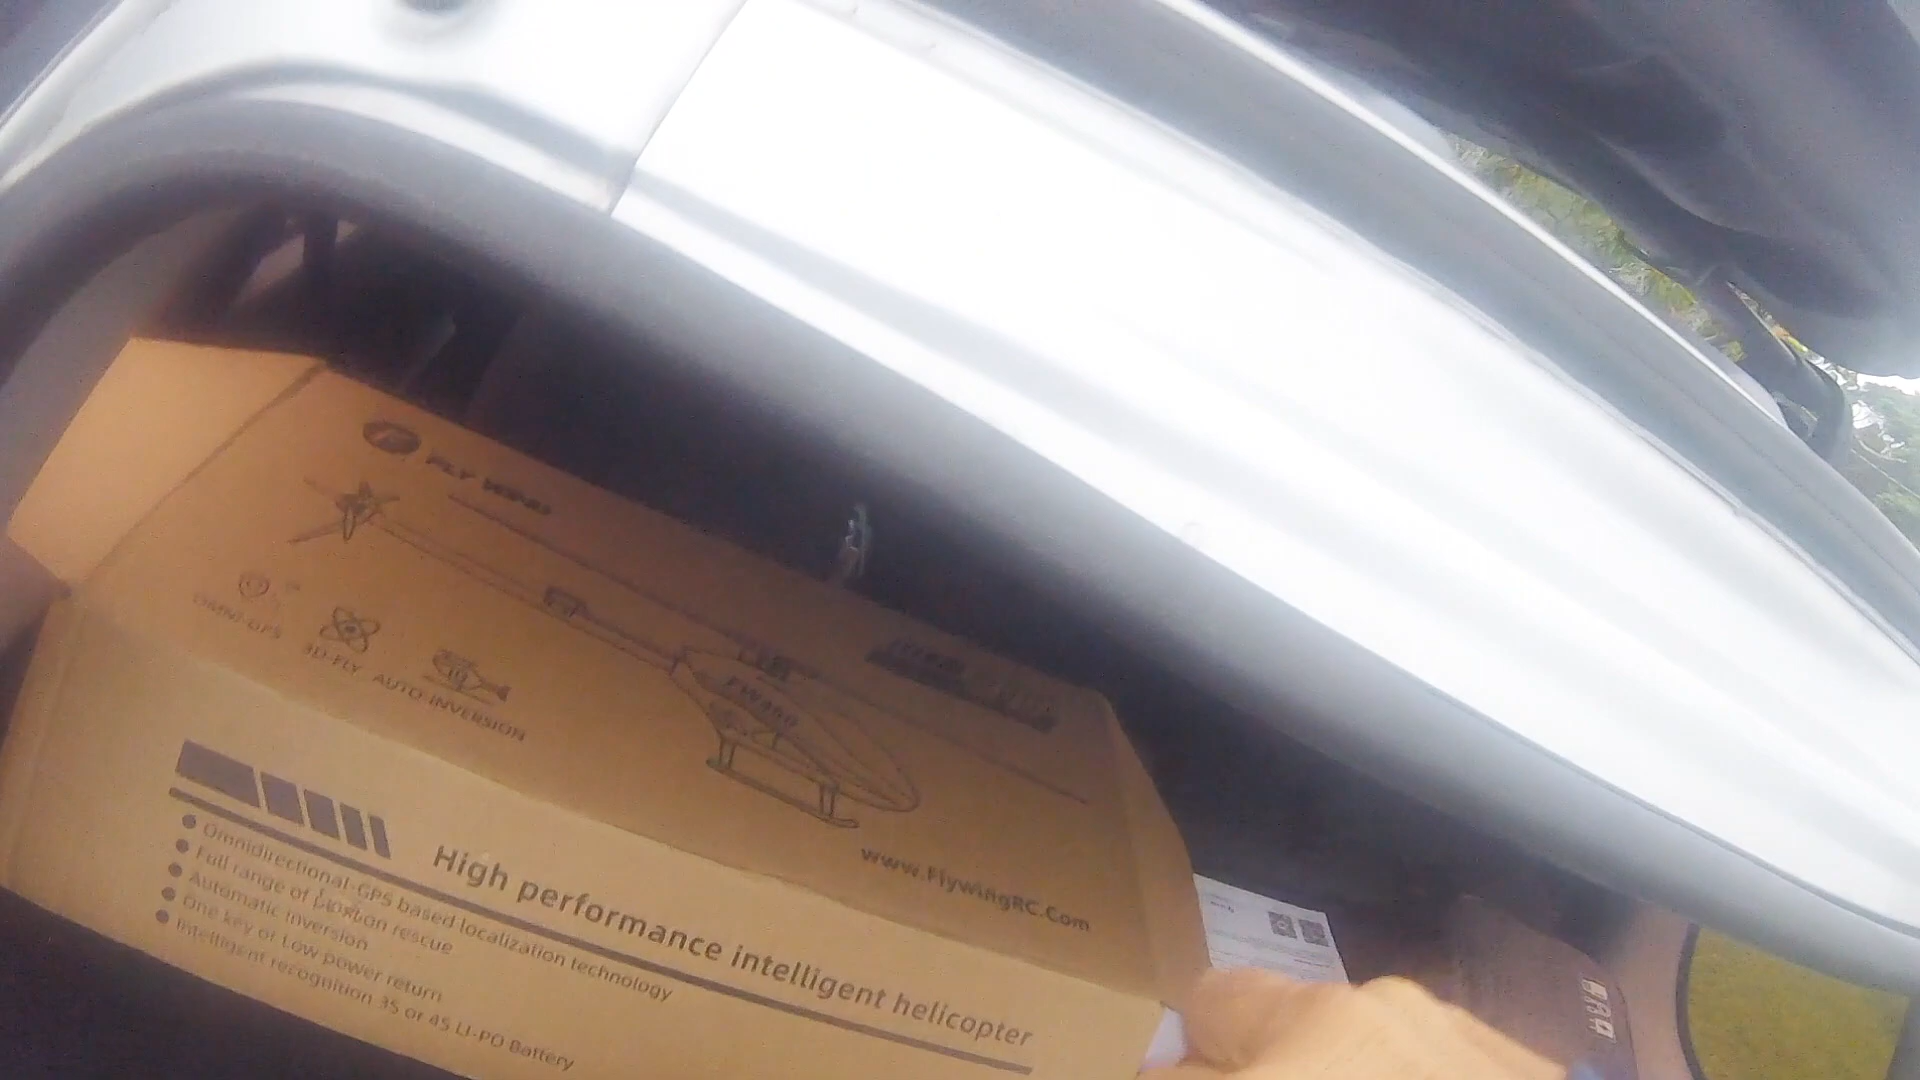 FLY WING
FW450
OMNI-GPS
3D-FLY
AUTO INVERSION
www.FlywingRC.Com
High performance intelligent helicopter
Omnidirectional-GPS based localization technology
Full range of
rescue
Automatic inversion
One key or Low power return
Intelligent recognition 3S or 4S LI-PO Battery